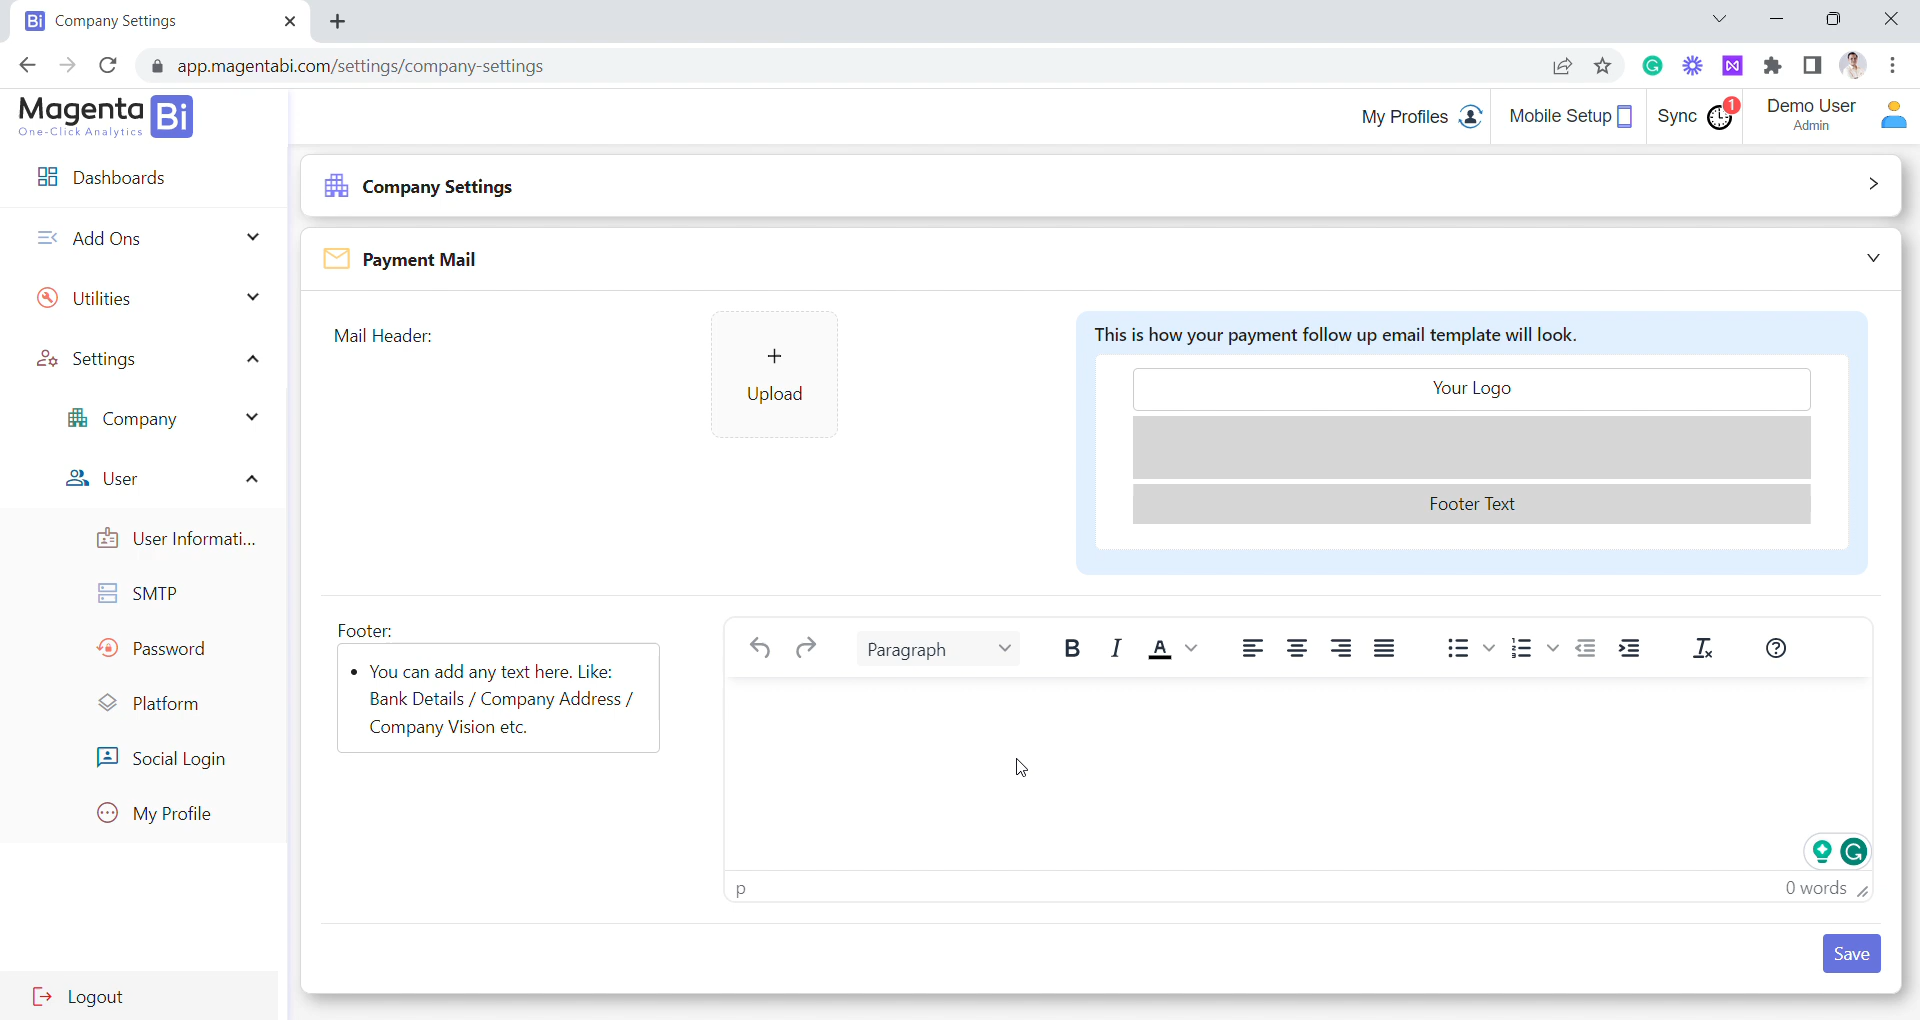 Bi Company Settings
app.magentabi.com/settings/company-settings
Magenta Bi
One-Click Analytics
My Profiles
Mobile Setup
Sync
1
Demo User
Admin
Dashboards
Add Ons
Utilities
Settings
Company
User
User Informati...
SMTP
Password
Platform
Social Login
My Profile
Logout
Company Settings
Payment Mail
Mail Header:
+
Upload
This is how your payment follow up email template will look.
Your Logo
Footer Text
Footer:
• You can add any text here. Like:
Bank Details / Company Address /
Company Vision etc.
Paragraph
B I A
p
0 words
Save